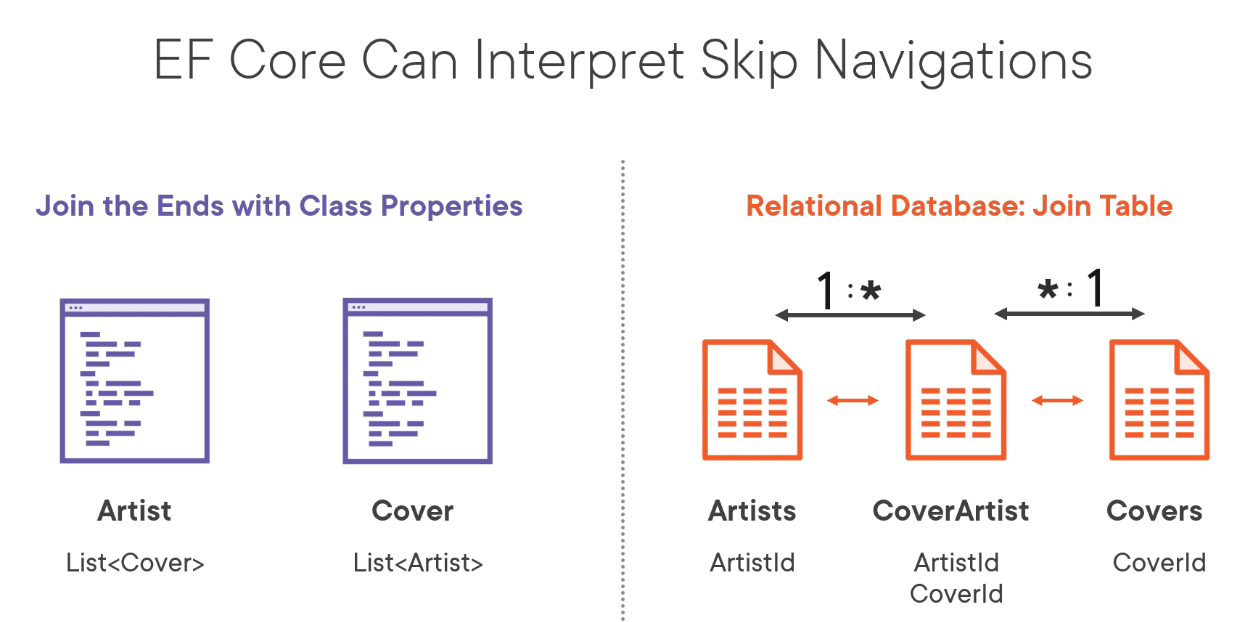 EF Core Can Interpret Skip Navigations
Join the Ends with Class Properties
Artist
List<Cover>
Cover
List<Artist>
Relational Database: Join Table
1:*
*:1
Artists
ArtistId
CoverArtist
ArtistId
CoverId
Covers
CoverId